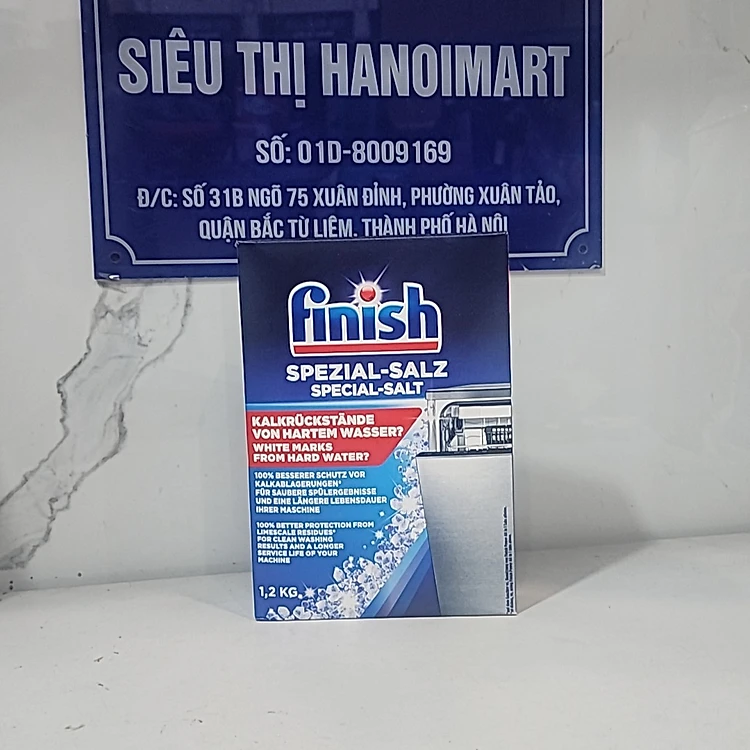 SIÊU THỊ HANOIMART
SỐ: 01D-8009169
Đ/C: SỐ 31B NGÕ 75 XUÂN ĐỈNH, PHƯỜNG XUÂN TẢO,
QUẬN BẮC TỪ LIÊM. THÀNH PHỐ HÀ NỘI
finish
SPEZIAL-SALZ
SPECIAL-SALT
KALKRÜCKSTÄNDE
VON HARTEM WASSER?
WHITE MARKS
FROM HARD WATER?
100% BESSERER SCHUTZ VOR
KALKABLAGERUNGEN*
FÜR SAUBERE SPÜLERGEBNISSE
UND EINE LÄNGERE LEBENSDAUER
IHRER MASCHINE
100% BETTER PROTECTION FROM
LIMESCALE RESIDUES*
FOR CLEAN WASHING
RESULTS AND A LONGER
SERVICE LIFE OF YOUR
MACHINE
1,2 KG